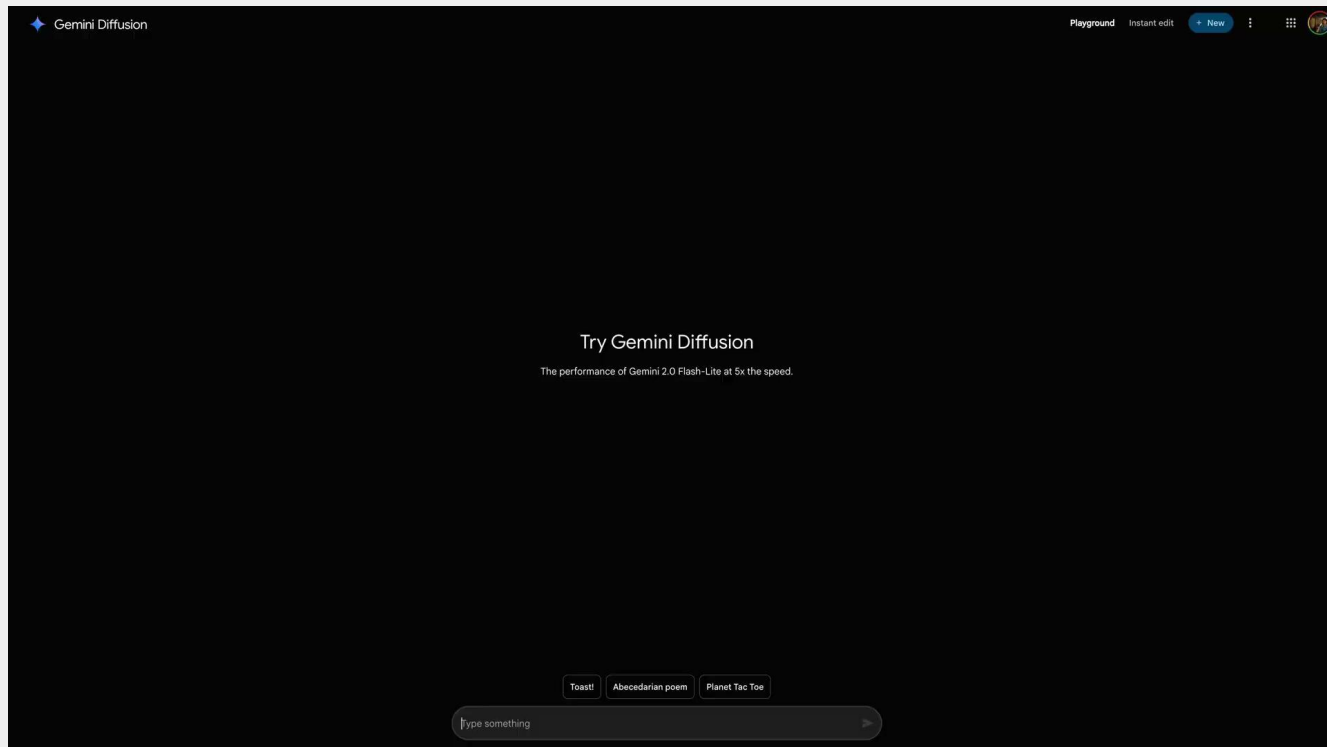 Gemini Diffusion
Playground Instant edit + New
Try Gemini Diffusion
The performance of Gemini 2.0 Flash-Lite at 5x the speed.
Toast! Abecedarian poem Planet Tac Toe
Type something